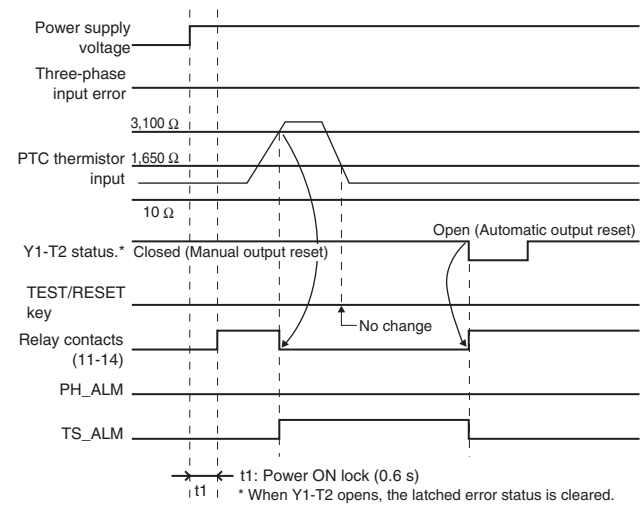 Power supply
voltage
Three-phase
input error
3,100 Ω
PTC thermistor
input
1,650 Ω
10 Ω
Open (Automatic output reset)
Y1-T2 status.* Closed (Manual output reset)
TEST/RESET
key
No change
Relay contacts
(11-14)
PH_ALM
TS_ALM
t1
t1: Power ON lock (0.6 s)
* When Y1-T2 opens, the latched error status is cleared.